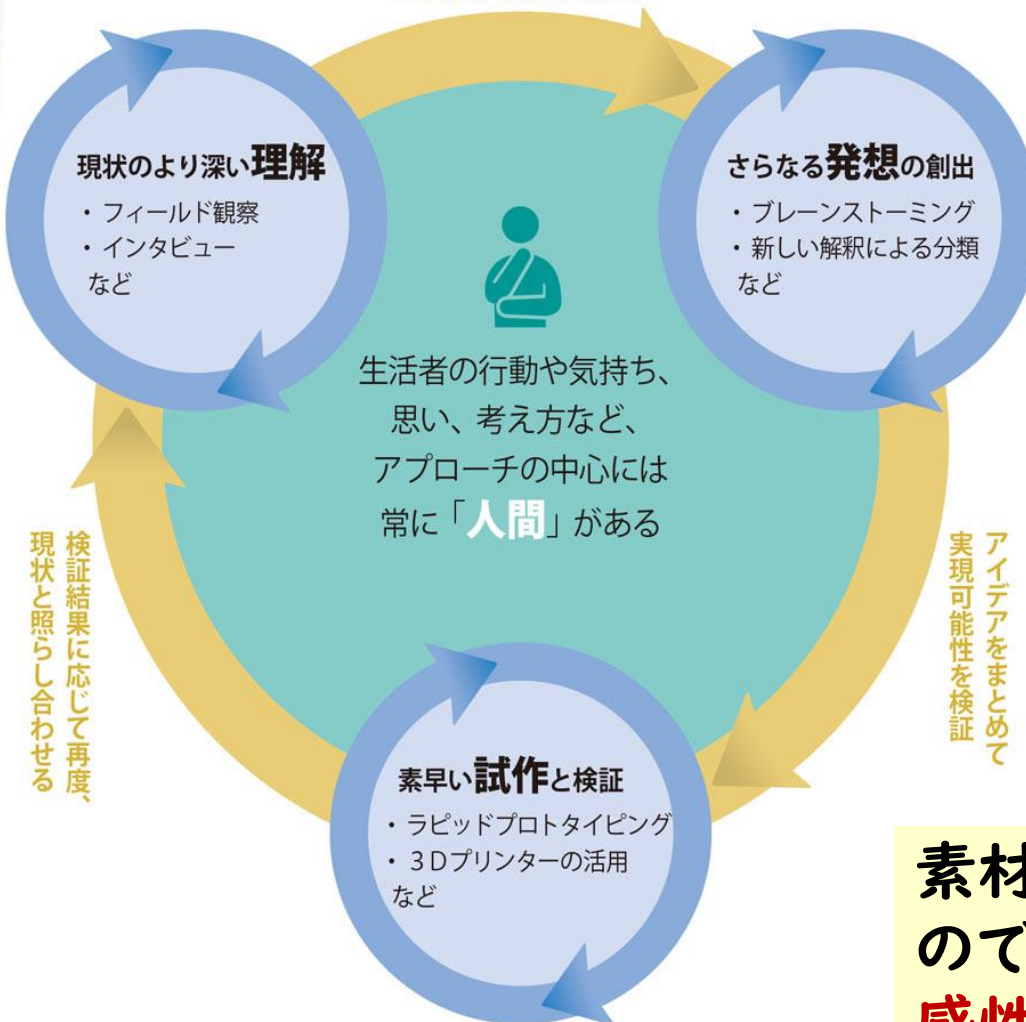 現状のより深い理解
・フィールド観察
・インタビュー
など
さらなる発想の創出
・ブレーンストーミング
・新しい解釈による分類
など
生活者の行動や気持ち、
思い、考え方など、
アプローチの中心には
常に「人間」がある
アイデアをまとめて
実現可能性を検証
検証結果に応じて再度、
現状と照らし合わせる
素早い試作と検証
・ラピッドプロトタイピング
・３Dプリンターの活用
など
素材
ので
感性